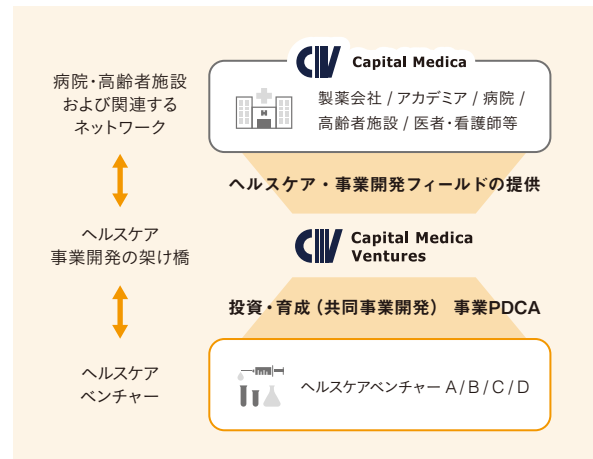 病院・高齢者施設
および関連する
ネットワーク
ヘルスケア
事業開発の架け橋
ヘルスケア
ベンチャー
CMV Capital Medica
製薬会社 / アカデミア / 病院 /
高齢者施設 / 医者・看護師等
H
ヘルスケア・事業開発フィールドの提供
CMV Capital Medica
Ventures
投資・育成（共同事業開発） 事業PDCA
ヘルスケアベンチャー A / B / C / D